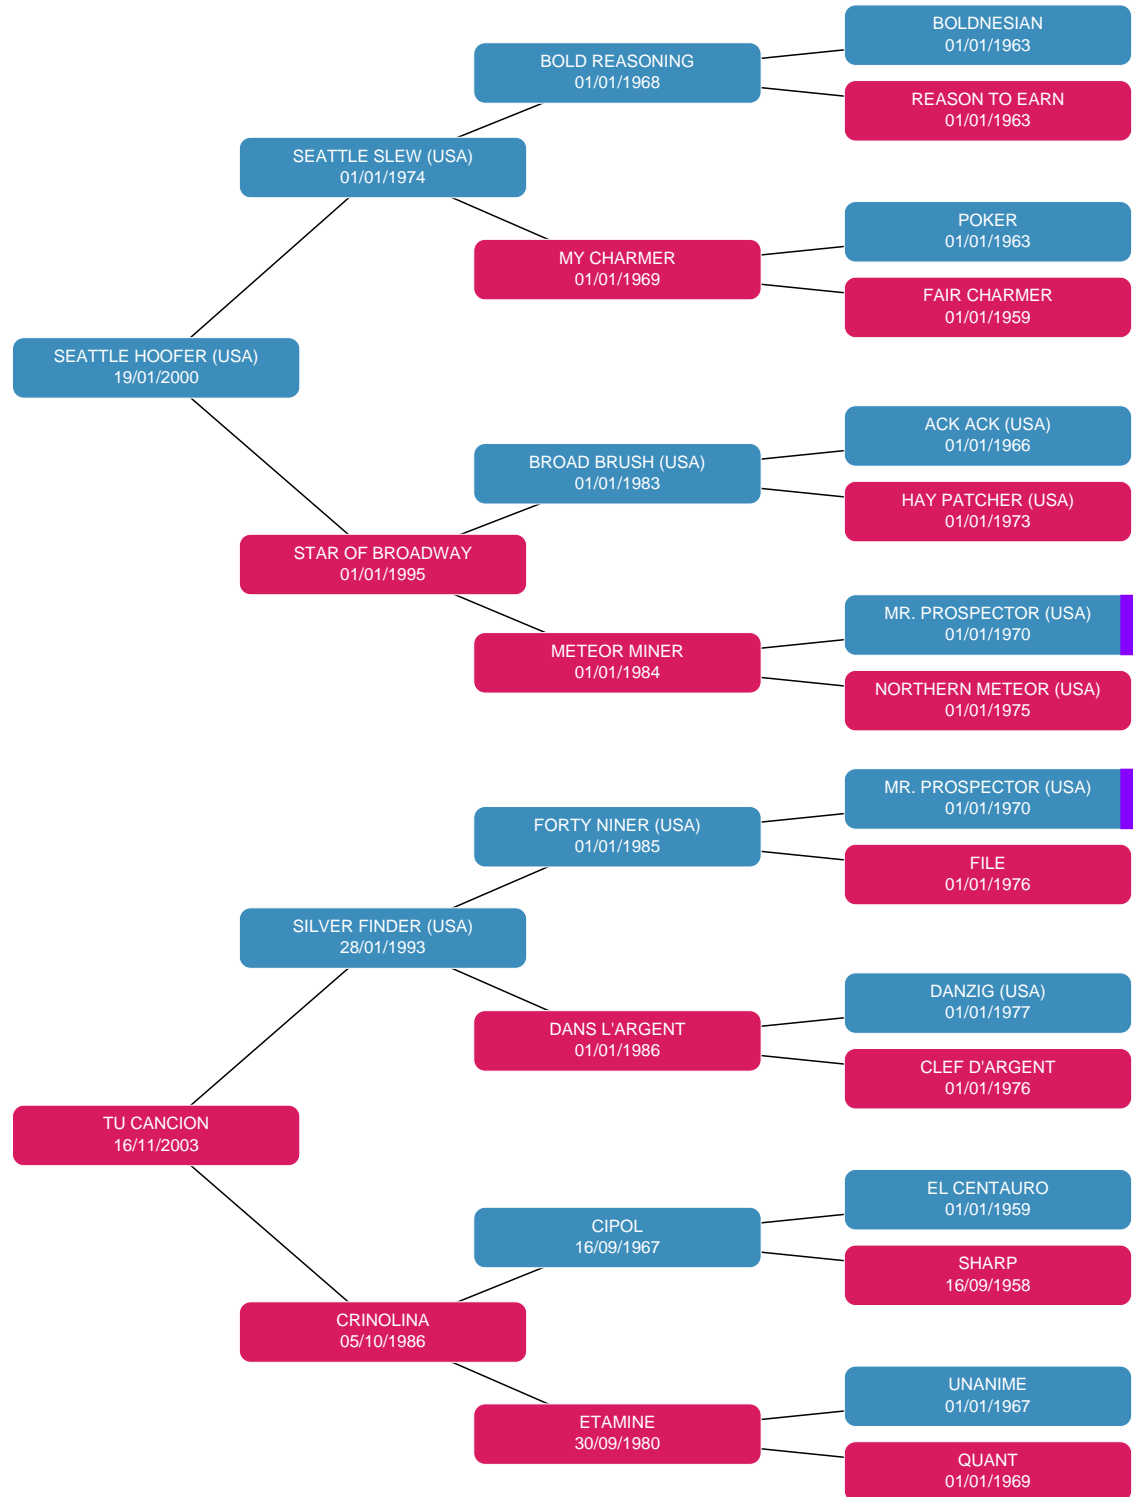 BOLDNESIAN
01/01/1963
BOLD REASONING
01/01/1968
REASON TO EARN
01/01/1963
SEATTLE SLEW (USA)
01/01/1974
POKER
01/01/1963
MY CHARMER
01/01/1969
FAIR CHARMER
01/01/1959
SEATTLE HOOFER (USA)
19/01/2000
ACK ACK (USA)
01/01/1966
BROAD BRUSH (USA)
01/01/1983
HAY PATCHER (USA)
01/01/1973
STAR OF BROADWAY
01/01/1995
MR. PROSPECTOR (USA)
01/01/1970
METEOR MINER
01/01/1984
NORTHERN METEOR (USA)
01/01/1975
MR. PROSPECTOR (USA)
01/01/1970
FORTY NINER (USA)
01/01/1985
FILE
01/01/1976
SILVER FINDER (USA)
28/01/1993
DANZIG (USA)
01/01/1977
DANS L'ARGENT
01/01/1986
CLEF D'ARGENT
01/01/1976
TU CANCION
16/11/2003
EL CENTAURO
01/01/1959
CIPOL
16/09/1967
SHARP
16/09/1958
CRINOLINA
05/10/1986
UNANIME
01/01/1967
ETAMINE
30/09/1980
QUANT
01/01/1969